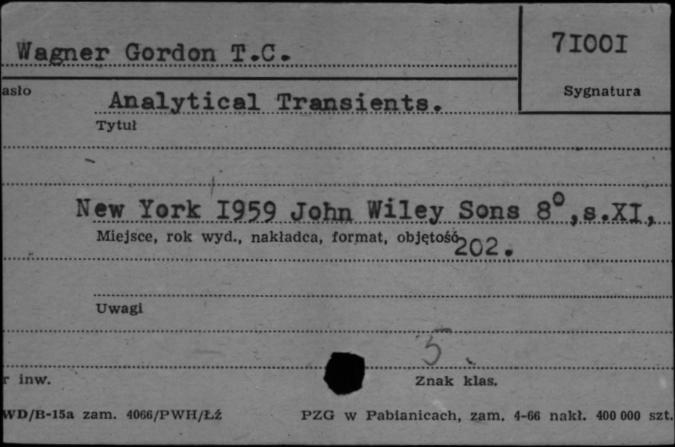 Wagner Gordon T.C.
7I00I
asło
Sygnatura
Analytical Transients.
Tytuł
New York I959 John Wiley Sons 8°,s.XI,
Miejsce, rok wyd., nakładca, format, objętość
202.
Uwagi
5
r inw.
Znak klas.
WD/B-15a zam. 4066/PWH/Łż
PZG w Pabianicach, zam. 4-66 nakł. 400 000 szt.